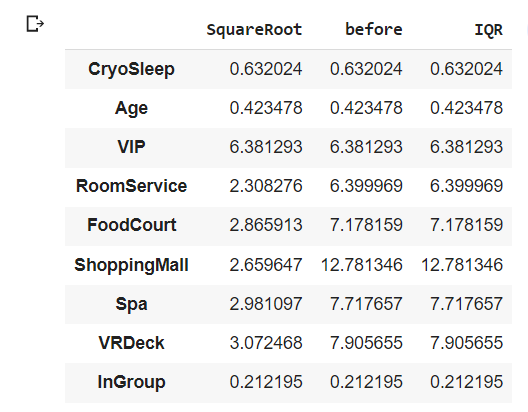 SquareRoot before IQR
CryoSleep 0.632024 0.632024 0.632024
Age 0.423478 0.423478 0.423478
VIP 6.381293 6.381293 6.381293
RoomService 2.308276 6.399969 6.399969
FoodCourt 2.865913 7.178159 7.178159
ShoppingMall 2.659647 12.781346 12.781346
Spa 2.981097 7.717657 7.717657
VRDeck 3.072468 7.905655 7.905655
InGroup 0.212195 0.212195 0.212195